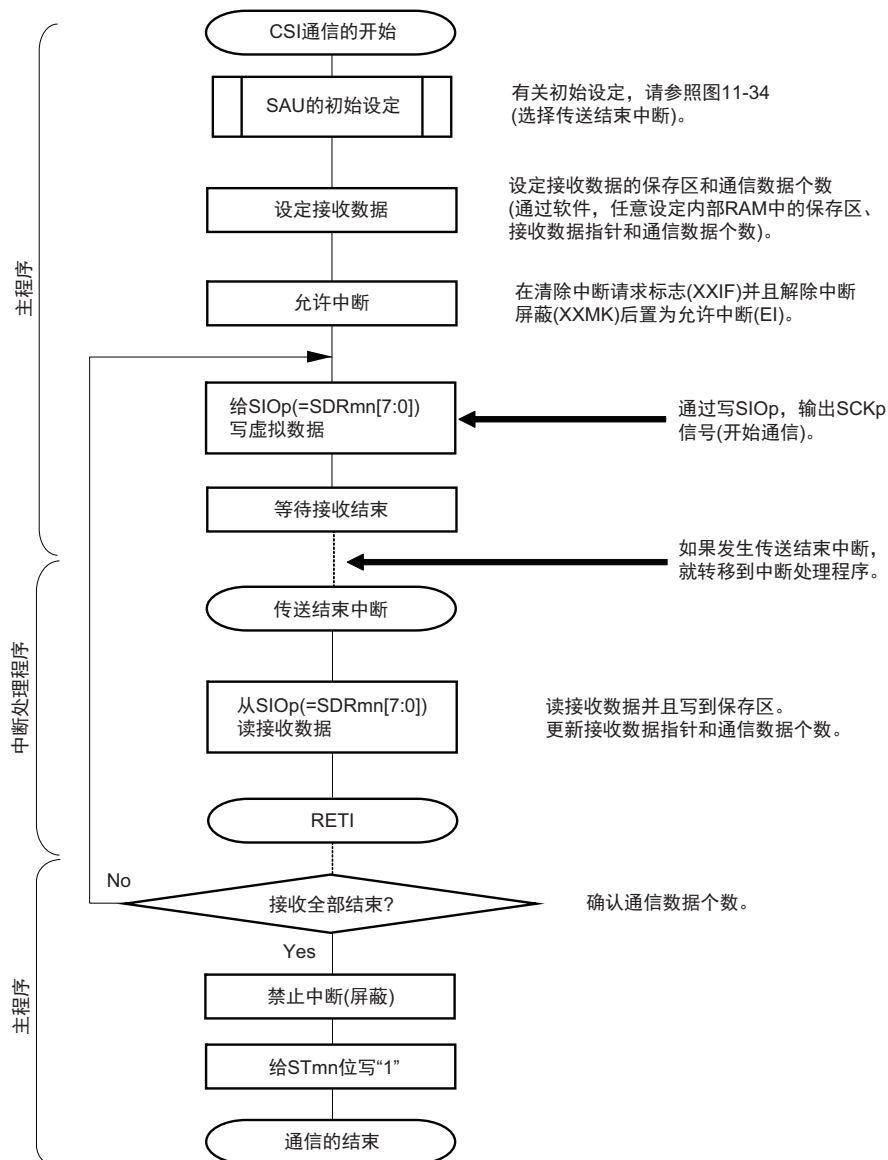 CSI通信的开始
SAU的初始设定
有关初始设定，请参照图11-34
(选择传送结束中断)。
设定接收数据
设定接收数据的保存区和通信数据个数
(通过软件，任意设定内部RAM中的保存区、
接收数据指针和通信数据个数)。
主程序
允许中断
在清除中断请求标志(XXIF)并且解除中断
屏蔽(XXMK)后置为允许中断(EI)。
给SIOp(=SDRmn[7:0])
写虚拟数据
通过写SIOp，输出SCKp
信号(开始通信)。
等待接收结束
如果发生传送结束中断，
就转移到中断处理程序。
传送结束中断
中断处理程序
从SIOp(=SDRmn[7:0])
读接收数据
读接收数据并且写到保存区。
更新接收数据指针和通信数据个数。
RETI
No
接收全部结束?
确认通信数据个数。
Yes
主程序
禁止中断(屏蔽)
给STmn位写“1”
通信的结束